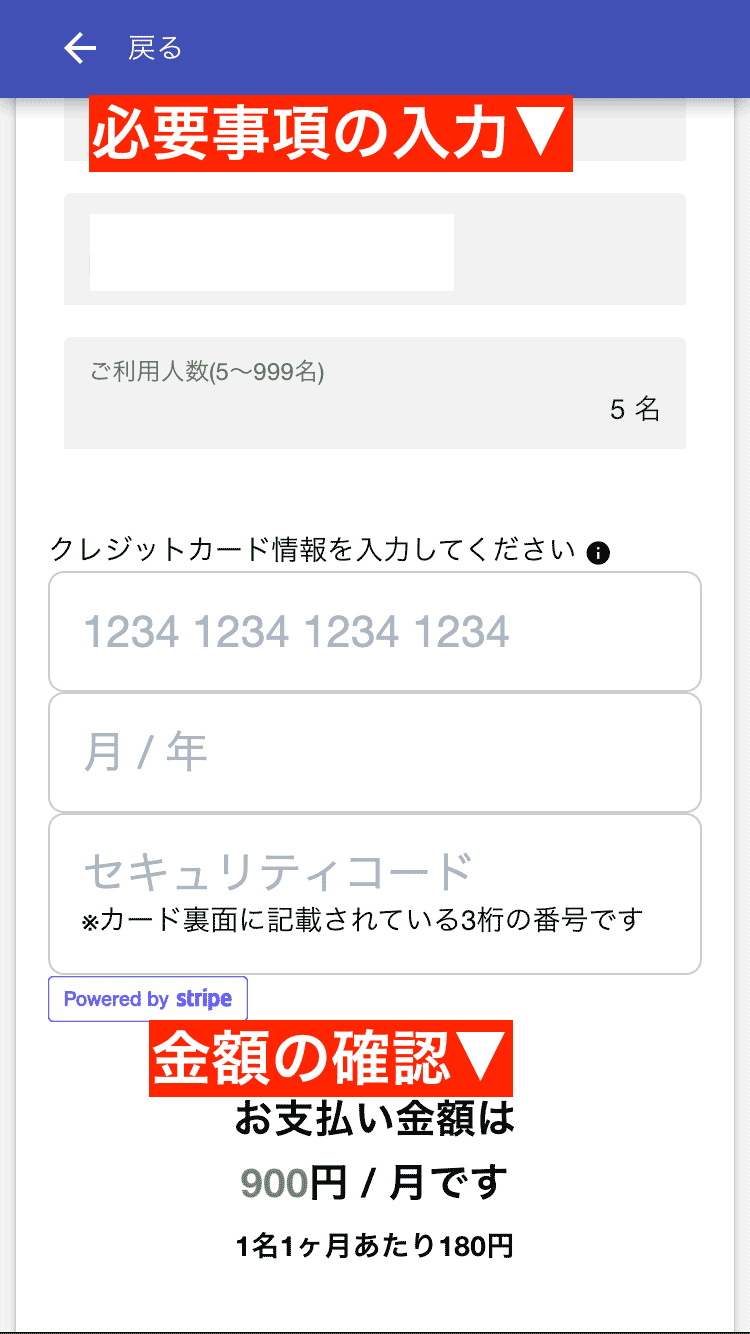 戻る
必要事項の入力▼
ご利用人数(5〜999名)
5 名
クレジットカード情報を入力してください
1234 1234 1234 1234
月 / 年
セキュリティコード
※カード裏面に記載されている3桁の番号です
Powered by stripe
金額の確認▼
お支払い金額は
900円 / 月です
1名1ヶ月あたり180円